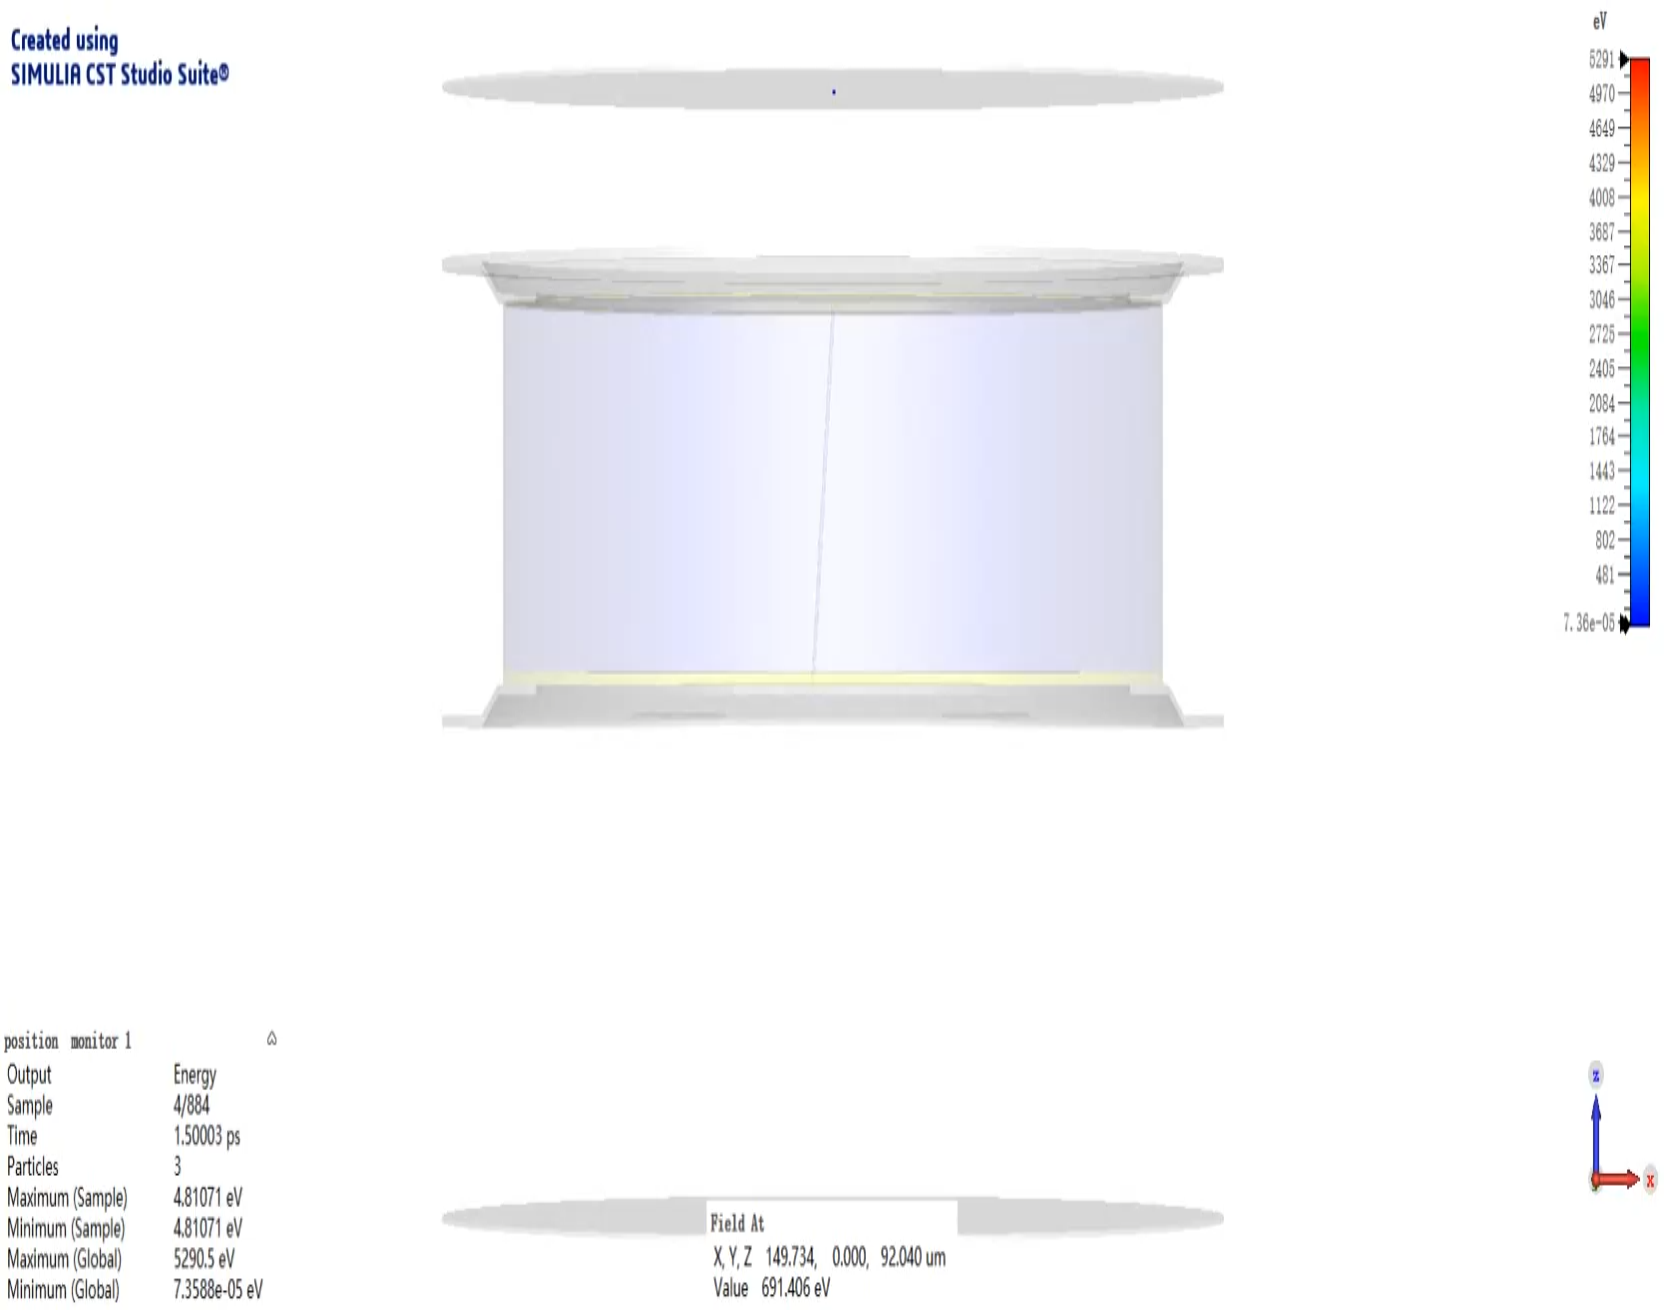 Created using
SIMULIA CST Studio Suite®
eV
5291
4970
4649
4329
4008
3687
3367
3046
2725
2405
2084
1764
1443
1122
802
481
7.36e-05
position monitor 1
Output Energy
Sample 4/884
Time 1.50003 ps
Particles 3
Maximum (Sample) 4.81071 eV
Minimum (Sample) 4.81071 eV
Maximum (Global) 5290.5 eV
Minimum (Global) 7.3588e-05 eV
Field At
X, Y, Z 149.734, 0.000, 92.040 um
Value 691.406 eV
z
x